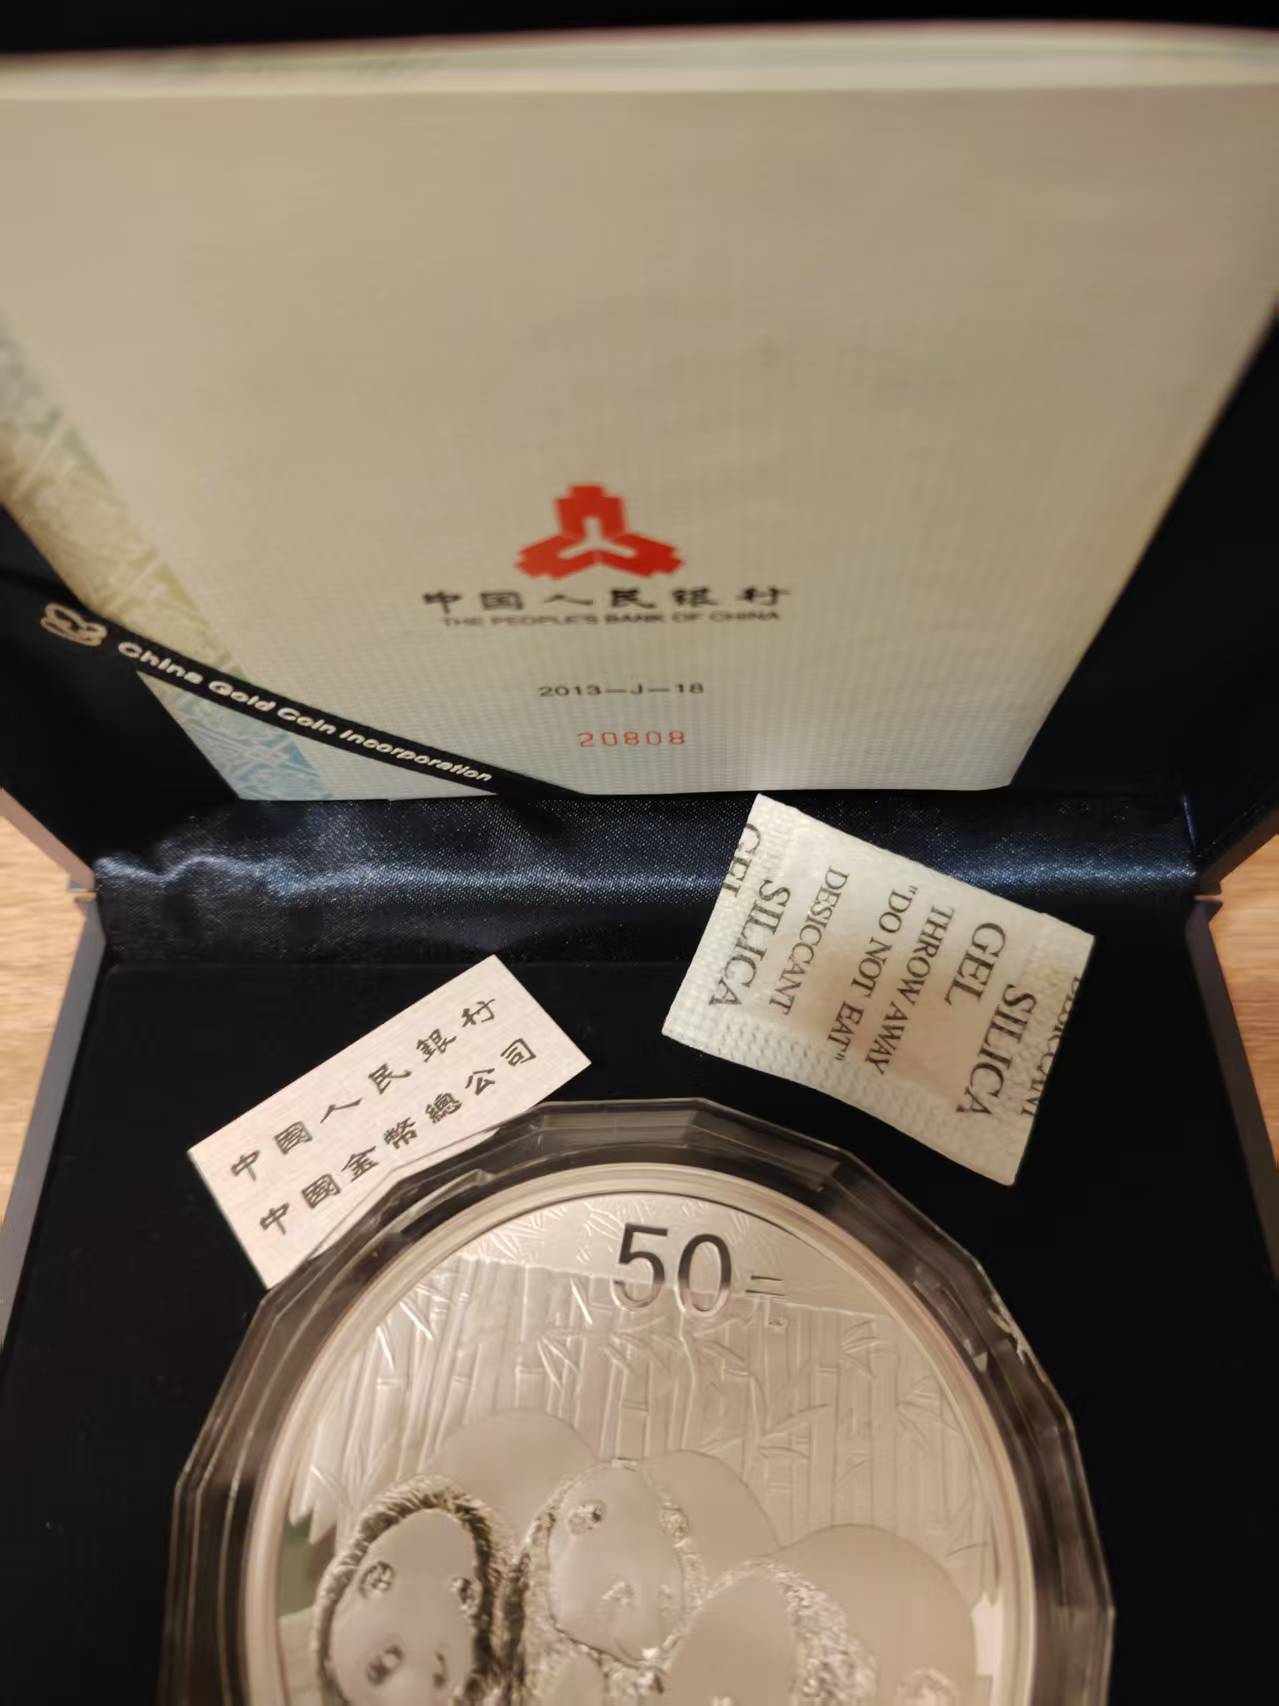 中国人民银行
THE PEOPLE'S BANK OF CHINA
2013-J-18
20808
China Gold Coin Incorporation
GEL
SILICA
DESICCANT
"DO NOT EAT"
THROW AWAY
GEL
SILICA
DESICCANT
中國人民銀行
中國金幣總公司
50元